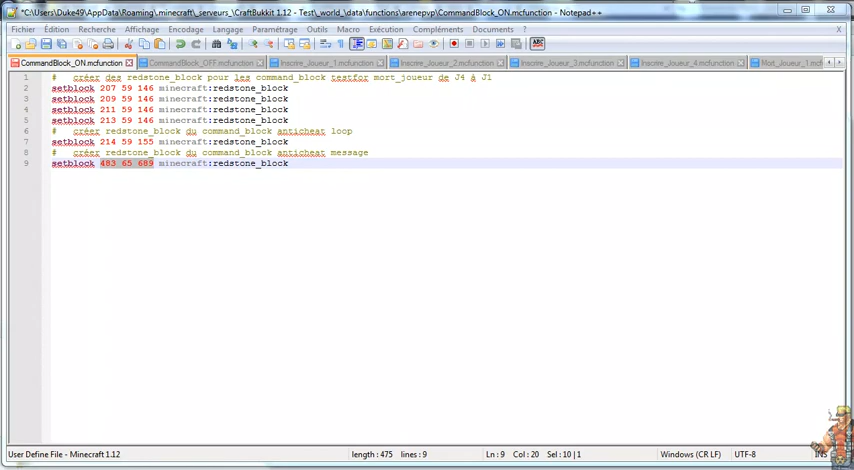 *C:\Users\Duke49\AppData\Roaming\.minecraft\_serveurs_\CraftBukkit 1.12 - Test\_world_\data\functions\arenepvp\CommandBlock_ON.mcfunction - Notepad++
Fichier Édition Recherche Affichage Encodage Langage Paramétrage Outils Macro Exécution Compléments Documents ? X
ABC
CommandBlock_ON.mcfunction CommandBlock_OFF.mcfunction Inscrire_Joueur_1.mcfunction Inscrire_Joueur_2.mcfunction Inscrire_Joueur_3.mcfunction Inscrire_Joueur_4.mcfunction Mort_Joueur_1.mcf
1 # créer des redstone_block pour les command_block testfor mort_joueur de J4 à J1
2 setblock 207 59 146 minecraft:redstone_block
3 setblock 209 59 146 minecraft:redstone_block
4 setblock 211 59 146 minecraft:redstone_block
5 setblock 213 59 146 minecraft:redstone_block
6 # créer redstone_block du command_block anticheat loop
7 setblock 214 59 155 minecraft:redstone_block
8 # créer redstone_block du command_block anticheat message
9 setblock 483 65 689 minecraft:redstone_block
User Define File - Minecraft 1.12 length : 475 lines : 9 Ln : 9 Col : 20 Sel : 10 | 1 Windows (CR LF) UTF-8 INS